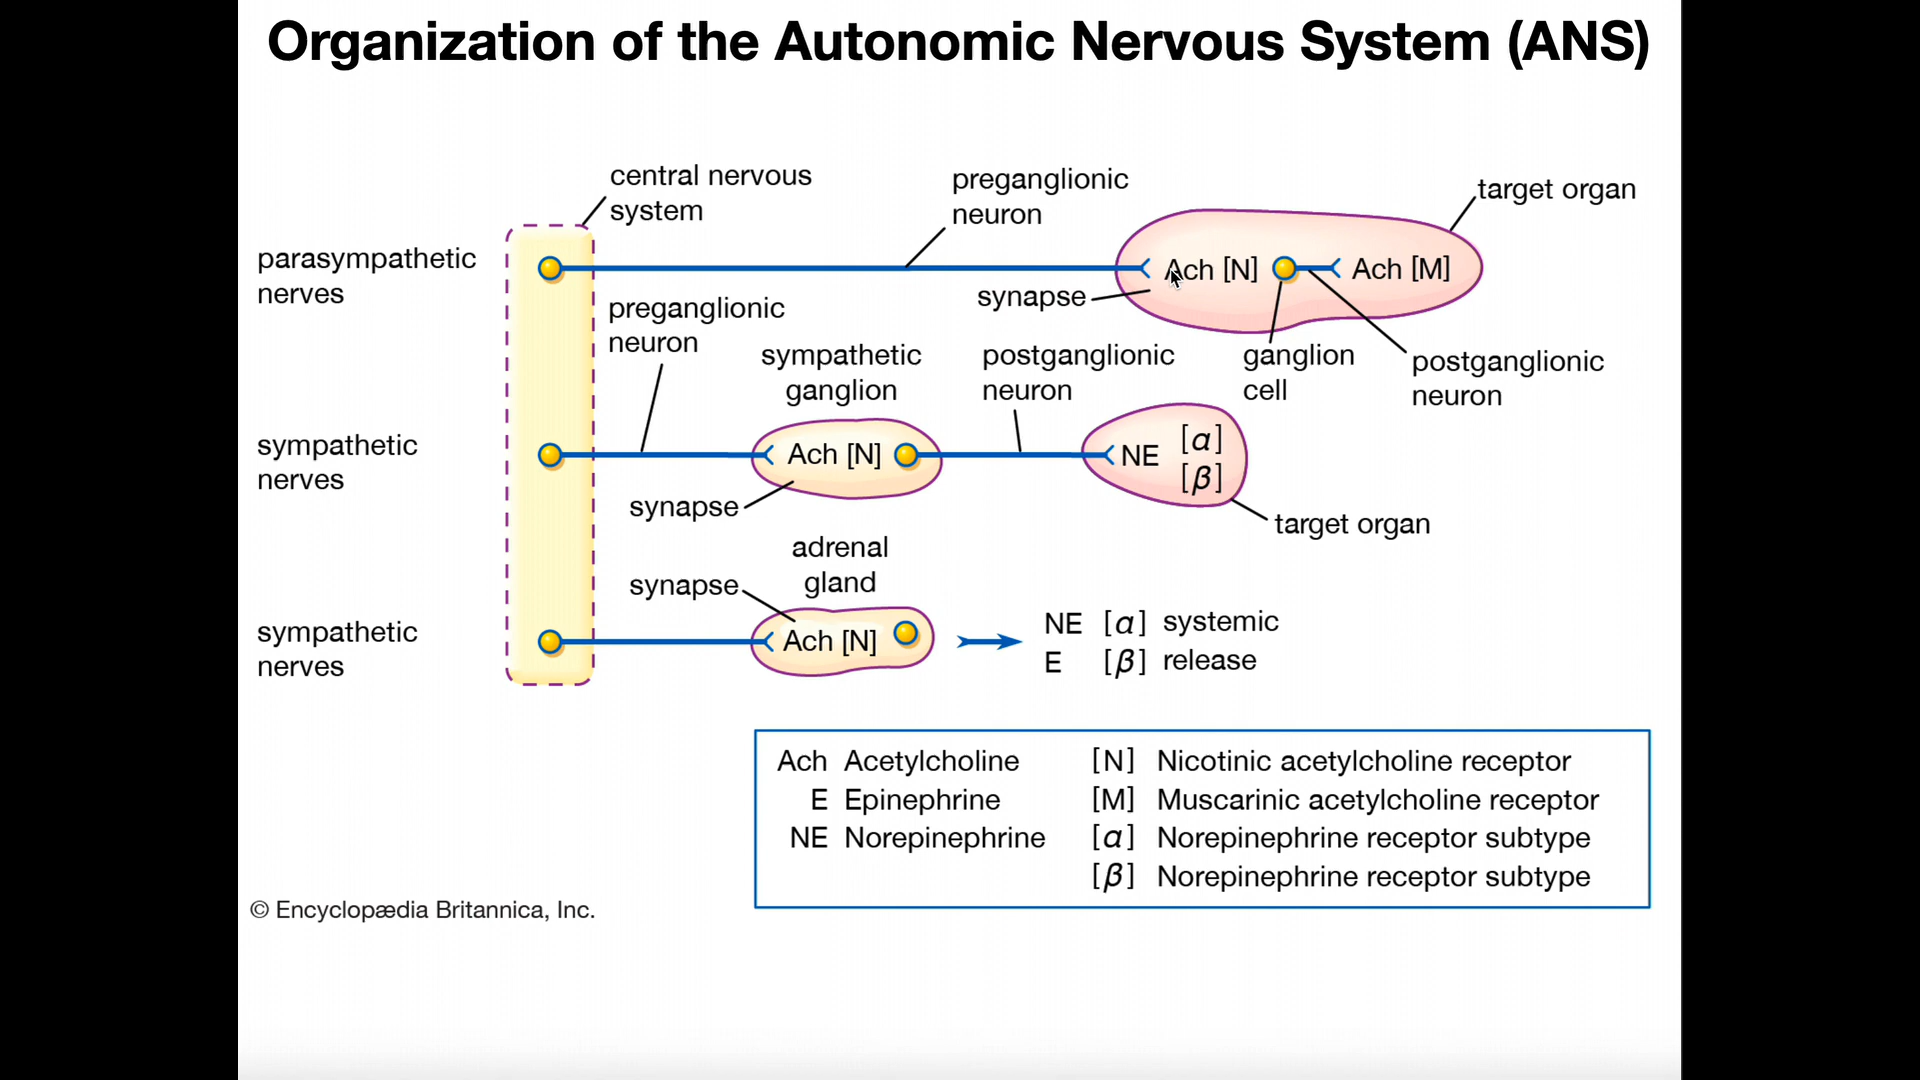 Organization of the Autonomic Nervous System (ANS)
central nervous
system
preganglionic
neuron
target organ
parasympathetic
nerves
Ach [N]
Ach [M]
synapse
preganglionic
neuron
sympathetic
ganglion
postganglionic
neuron
ganglion
cell
postganglionic
neuron
sympathetic
nerves
Ach [N]
NE [α]
[β]
synapse
target organ
adrenal
gland
synapse
sympathetic
nerves
Ach [N]
NE [α] systemic
E [β] release
Ach Acetylcholine [N] Nicotinic acetylcholine receptor
E Epinephrine [M] Muscarinic acetylcholine receptor
NE Norepinephrine [α] Norepinephrine receptor subtype
[β] Norepinephrine receptor subtype
© Encyclopædia Britannica, Inc.